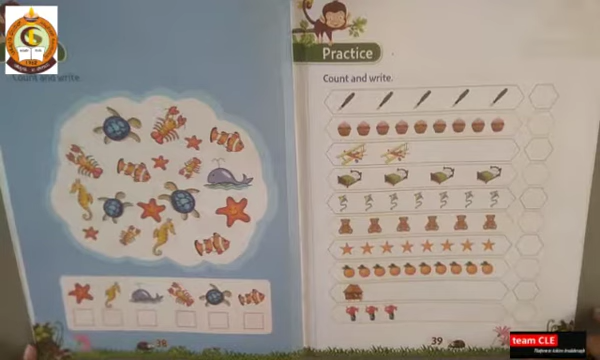 Count and write.
38
Practice
Count and write.
39
team CLE